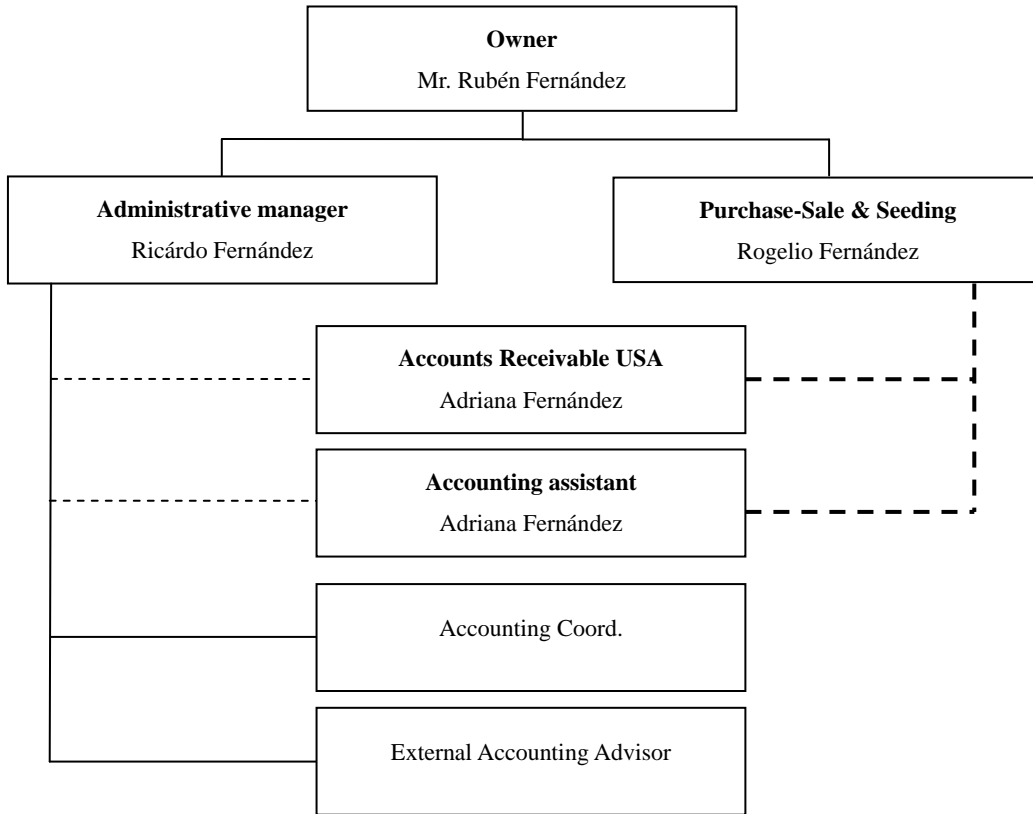 Owner
Mr. Rubén Fernández
Administrative manager
Ricárdo Fernández
Purchase-Sale & Seeding
Rogelio Fernández
Accounts Receivable USA
Adriana Fernández
Accounting assistant
Adriana Fernández
Accounting Coord.
External Accounting Advisor